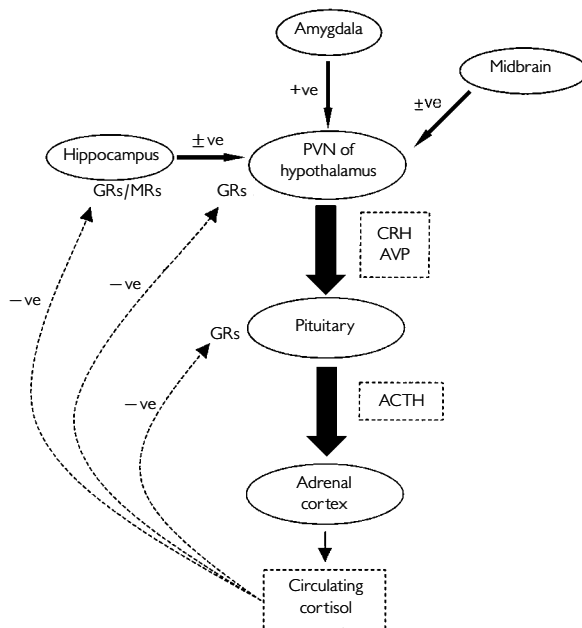 Amygdala
Midbrain
+ve
±ve
±ve
Hippocampus
PVN of
hypothalamus
GRs/MRs
GRs
CRH
AVP
−ve
−ve
GRs
Pituitary
−ve
ACTH
Adrenal
cortex
Circulating
cortisol